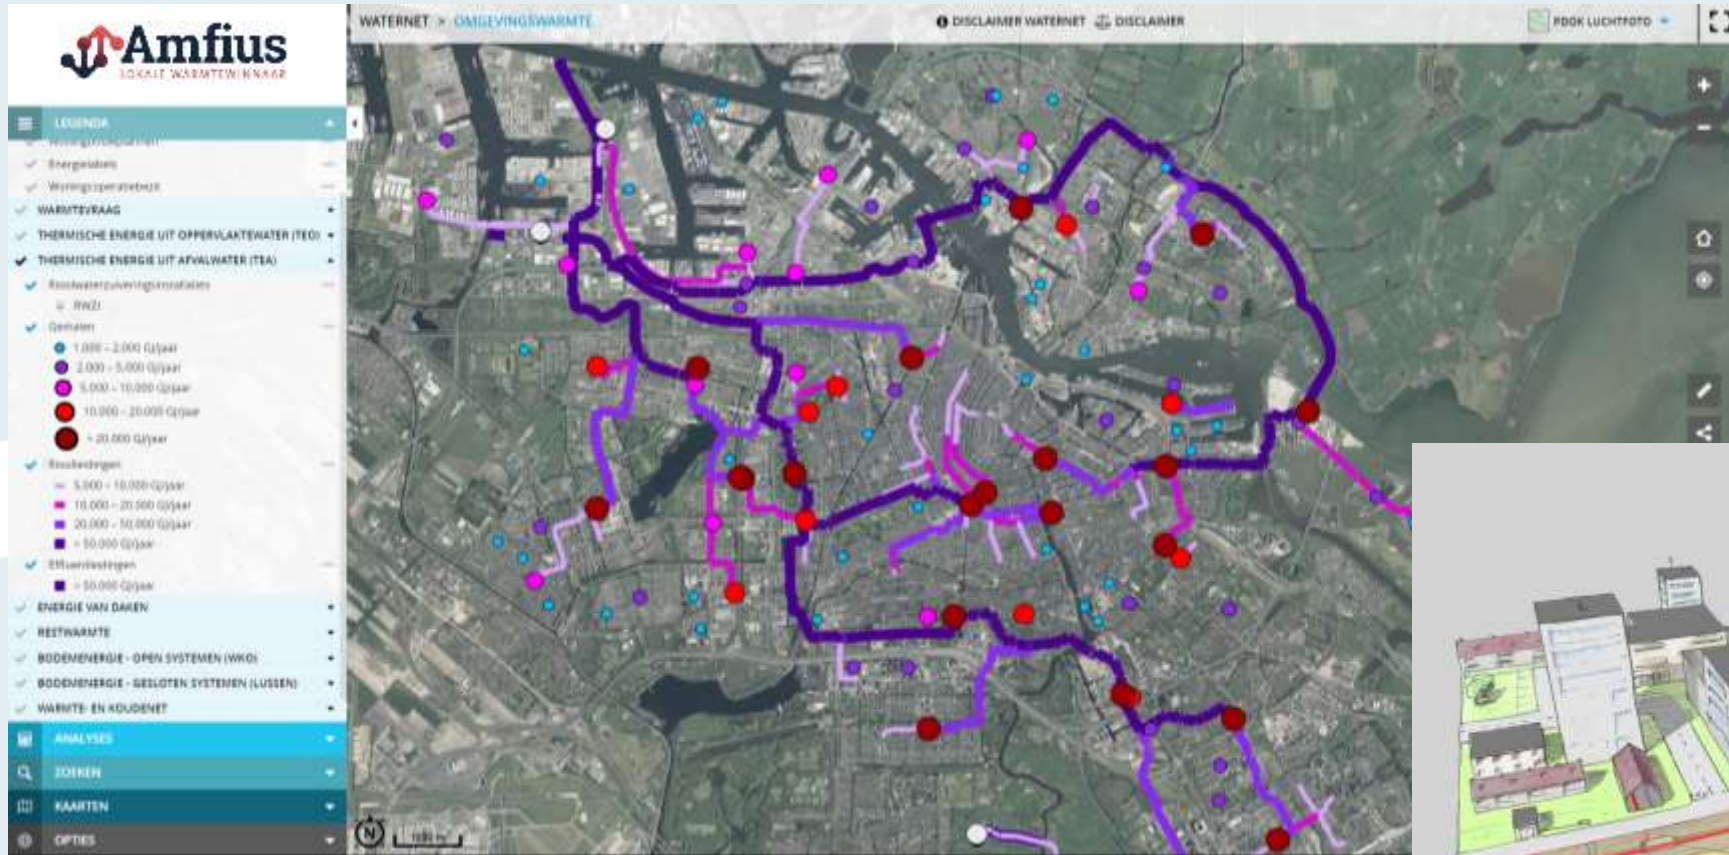 Amfius
LOKALE WARMTEWINNAAR
WATERNET > OMGEVINGSWARMTE
DISCLAIMER WATERNET
DISCLAIMER
PDOK LUCHTFOTO
LEGENDA
Energielabels
WARMTEVRAAG
THERMISCHE ENERGIE UIT OPPERVLAKTEWATER (TEO)
THERMISCHE ENERGIE UIT AFVALWATER (TEA)
Rioolwaterzuiveringsinstallaties
RWZI
Gemalen
1.000 - 2.000 GJ/jaar
2.000 - 5.000 GJ/jaar
5.000 - 10.000 GJ/jaar
10.000 - 20.000 GJ/jaar
> 20.000 GJ/jaar
Rioolleidingen
5.000 - 10.000 GJ/jaar
10.000 - 20.000 GJ/jaar
20.000 - 50.000 GJ/jaar
> 50.000 GJ/jaar
Effluentleidingen
> 50.000 GJ/jaar
ENERGIE VAN DAKEN
RESTWARMTE
BODEMENERGIE - OPEN SYSTEMEN (WKO)
BODEMENERGIE - GESLOTEN SYSTEMEN (LUSSEN)
WARMTE- EN KOUDENET
ANALYSES
ZOEKEN
KAARTEN
OPTIES
N